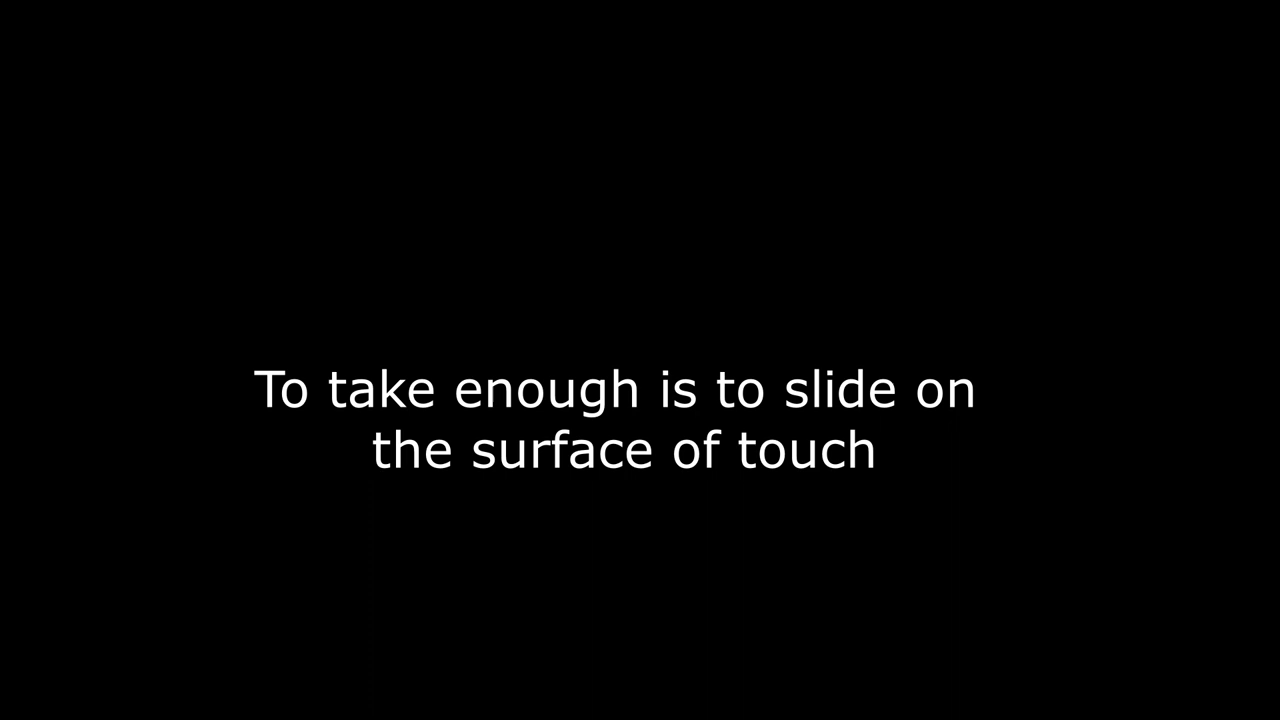 To take enough is to slide on
the surface of touch